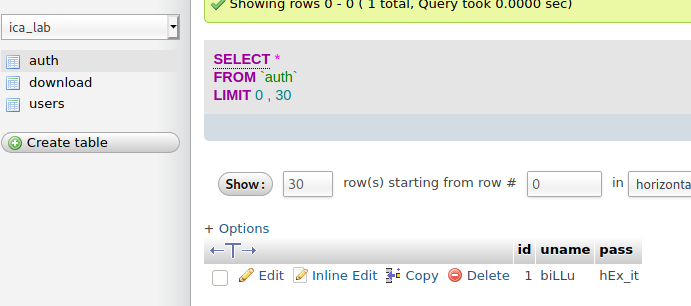 Showing rows 0 - 0 ( 1 total, Query took 0.0000 sec)
ica_lab
auth
download
users
Create table
SELECT *
FROM `auth`
LIMIT 0 , 30
Show : 30 row(s) starting from row # 0 in horizonta
+ Options
←T→ id uname pass
Edit Inline Edit Copy Delete 1 biLLu hEx_it